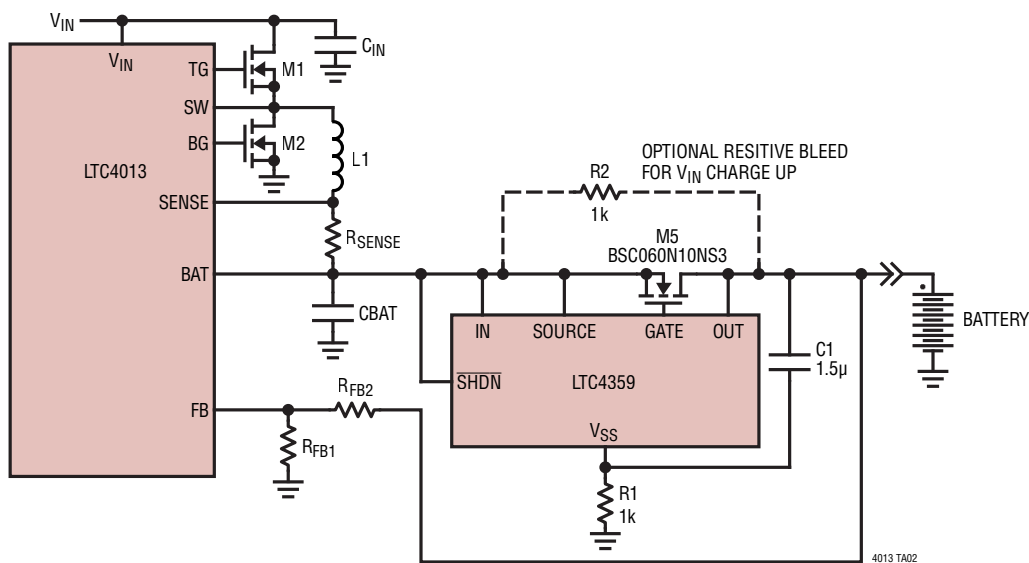 VIN
VIN
CIN
TG
M1
SW
BG
M2
LTC4013
L1
OPTIONAL RESITIVE BLEED
FOR VIN CHARGE UP
R2
1k
SENSE
RSENSE
M5
BSC060N10NS3
BAT
CBAT
IN
SOURCE
GATE
OUT
BATTERY
C1
1.5µ
SHDN
LTC4359
RFB2
FB
VSS
RFB1
R1
1k
4013 TA02